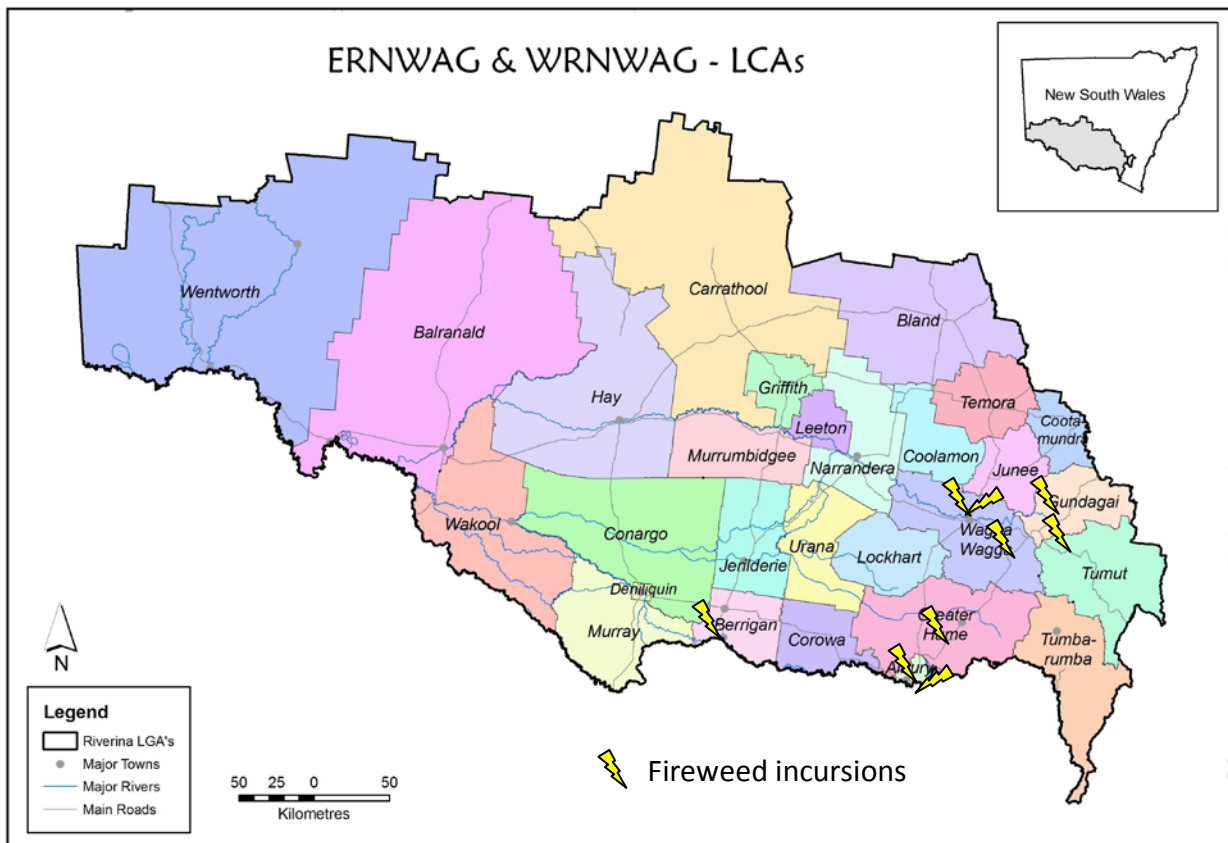 ERNWAG & WRNWAG - LCAs
New South Wales
Wentworth
Balranald
Carrathool
Bland
Hay
Griffith
Temora
Leeton
Coota-
mundra
Murrumbidgee
Narrandera
Coolamon
Junee
Gundagai
Wakool
Conargo
Jerilderie
Urana
Lockhart
Wagga
Wagga
Tumut
Deniliquin
Murray
Berrigan
Corowa
Greater
Hume
Albury
Tumba-
rumba
N
Legend
Riverina LGA's
Major Towns
Major Rivers
Main Roads
50 25 0 50
Kilometres
Fireweed incursions